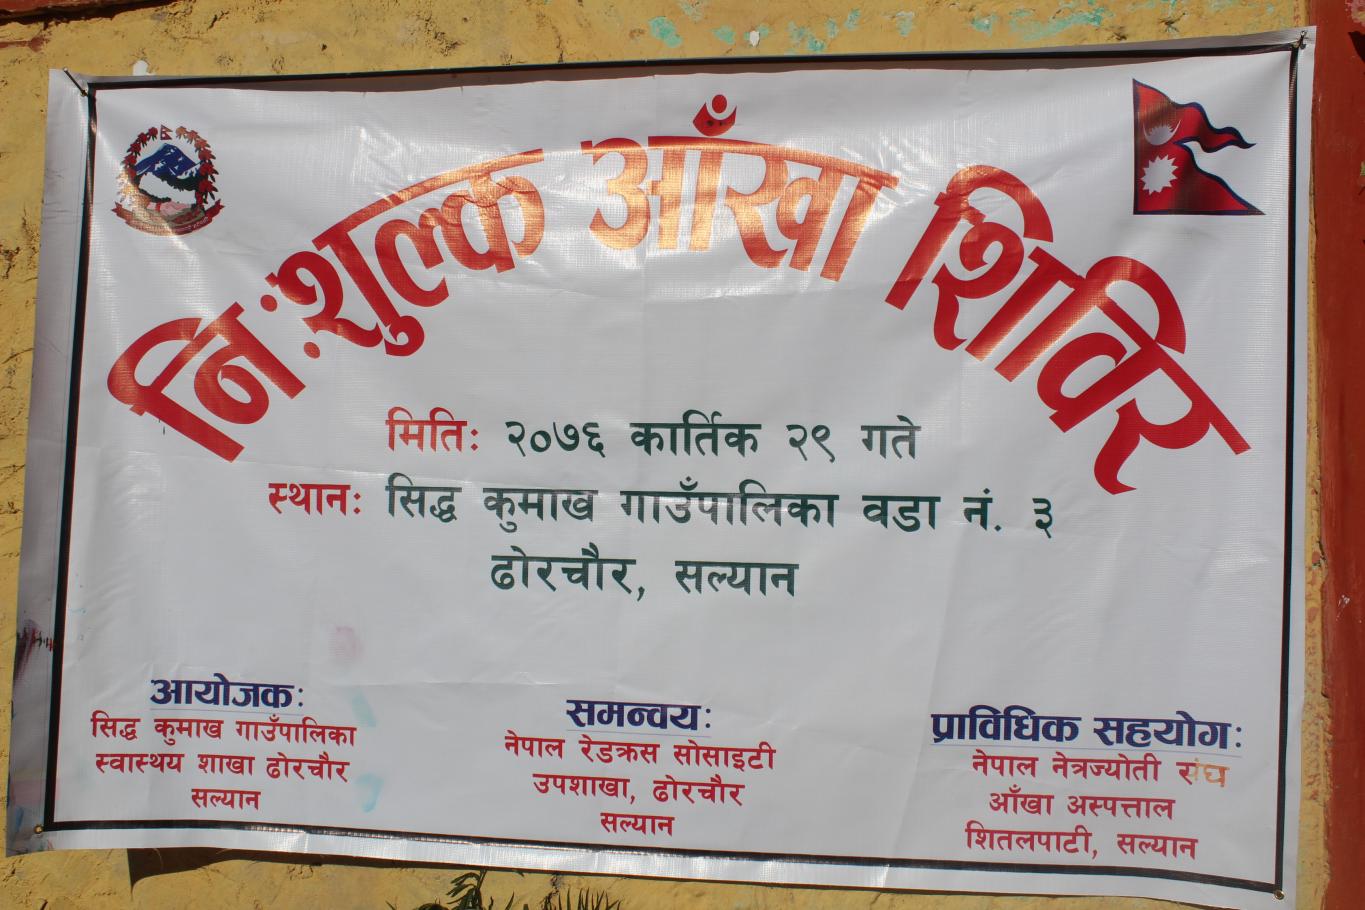 निःशुल्क आँखा शिविर
मितिः २०७६ कार्तिक २९ गते
स्थानः सिद्ध कुमाख गाउँपालिका वडा नं. ३
ढोरचौर, सल्यान
आयोजकः
सिद्ध कुमाख गाउँपालिका
स्वास्थय शाखा ढोरचौर
सल्यान
समन्वयः
नेपाल रेडक्रस सोसाइटी
उपशाखा, ढोरचौर
सल्यान
प्राविधिक सहयोगः
नेपाल नेत्रज्योती संघ
आँखा अस्पत्ताल
शितलपाटी, सल्यान